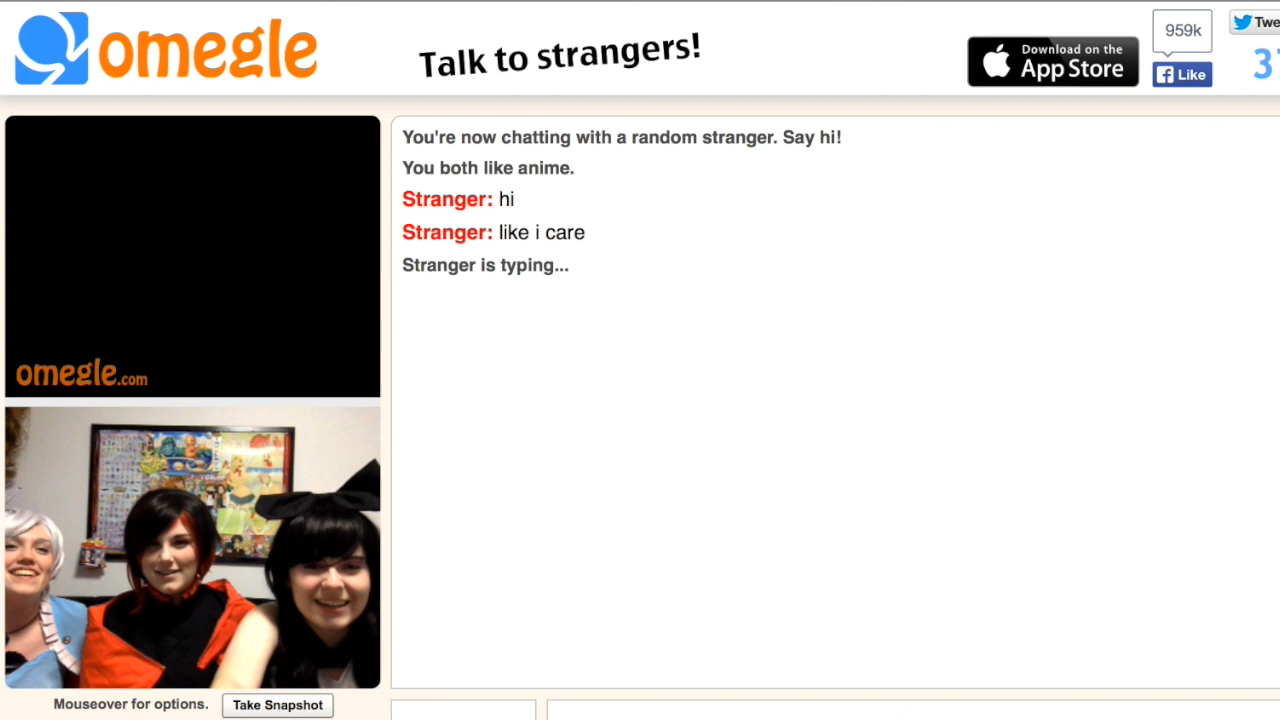 omegle
Talk to strangers!
Download on the
App Store
959k
Like
Twe
37
You're now chatting with a random stranger. Say hi!
You both like anime.
Stranger: hi
Stranger: like i care
Stranger is typing...
omegle.com
Mouseover for options.
Take Snapshot